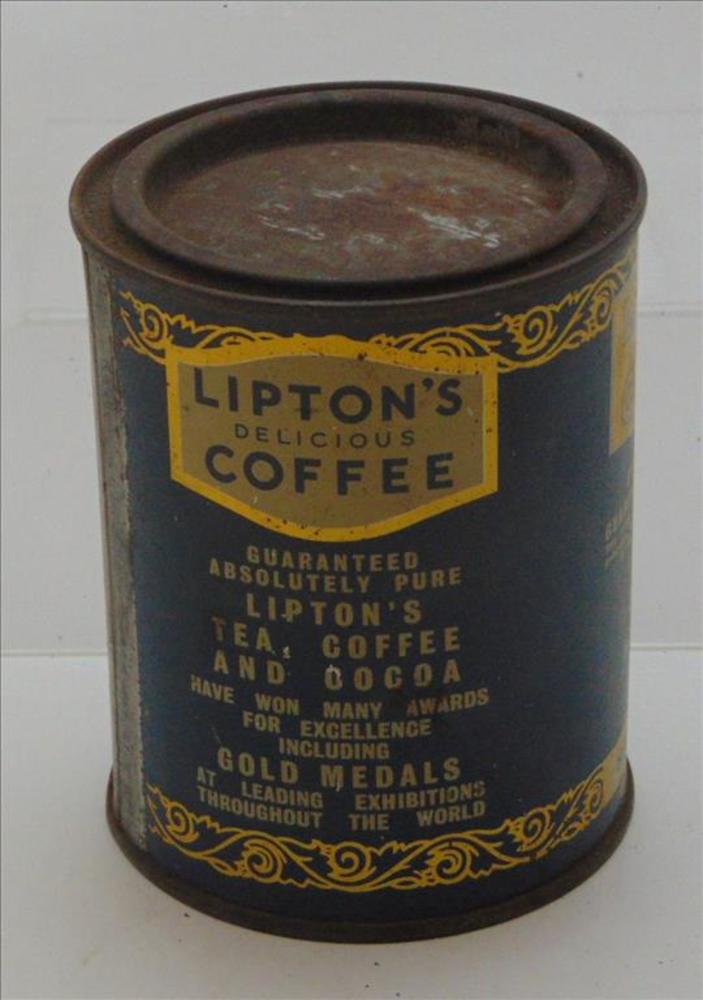 LIPTON'S
DELICIOUS
COFFEE
GUARANTEED
ABSOLUTELY PURE
LIPTON'S
TEA, COFFEE
AND COCOA
HAVE WON MANY AWARDS
FOR EXCELLENCE
INCLUDING
GOLD MEDALS
AT LEADING EXHIBITIONS
THROUGHOUT THE WORLD